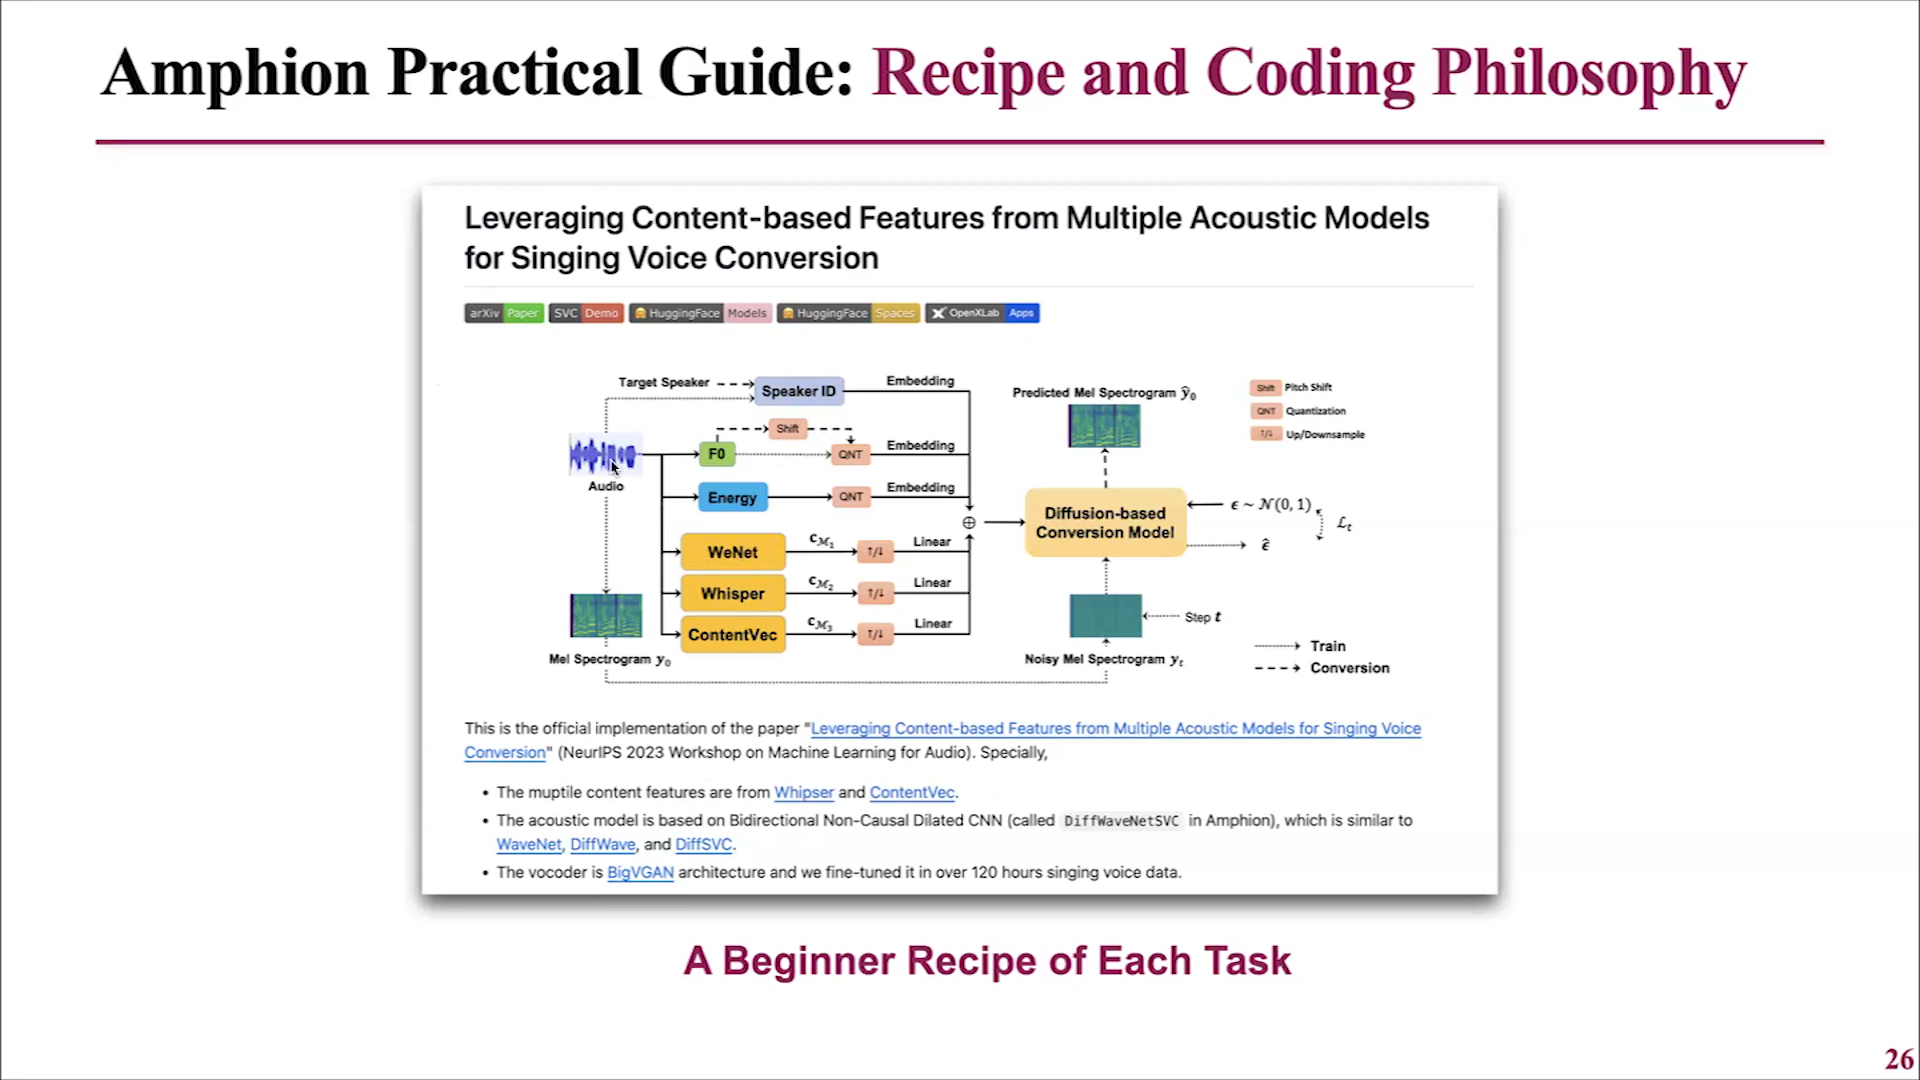 Amphion Practical Guide: Recipe and Coding Philosophy
Leveraging Content-based Features from Multiple Acoustic Models
for Singing Voice Conversion
arXiv Paper SVC Demo HuggingFace Models HuggingFace Spaces OpenXLab Apps
Target Speaker
Speaker ID
Embedding
Shift
F0
QNT
Embedding
Audio
Energy
QNT
Embedding
WeNet
c𝓜₁
↑/↓
Linear
Whisper
c𝓜₂
↑/↓
Linear
ContentVec
c𝓜₃
↑/↓
Linear
Mel Spectrogram y₀
⊕
Predicted Mel Spectrogram ŷ₀
Diffusion-based
Conversion Model
ϵ ~ 𝒩(0, 1)
ℒₜ
ϵ̂
Step t
Noisy Mel Spectrogram yₜ
Shift Pitch Shift
QNT Quantization
↑/↓ Up/Downsample
Train
Conversion
This is the official implementation of the paper "Leveraging Content-based Features from Multiple Acoustic Models for Singing Voice
Conversion" (NeurIPS 2023 Workshop on Machine Learning for Audio). Specially,
• The muptile content features are from Whipser and ContentVec.
• The acoustic model is based on Bidirectional Non-Causal Dilated CNN (called DiffWaveNetSVC in Amphion), which is similar to
WaveNet, DiffWave, and DiffSVC.
• The vocoder is BigVGAN architecture and we fine-tuned it in over 120 hours singing voice data.
A Beginner Recipe of Each Task
26